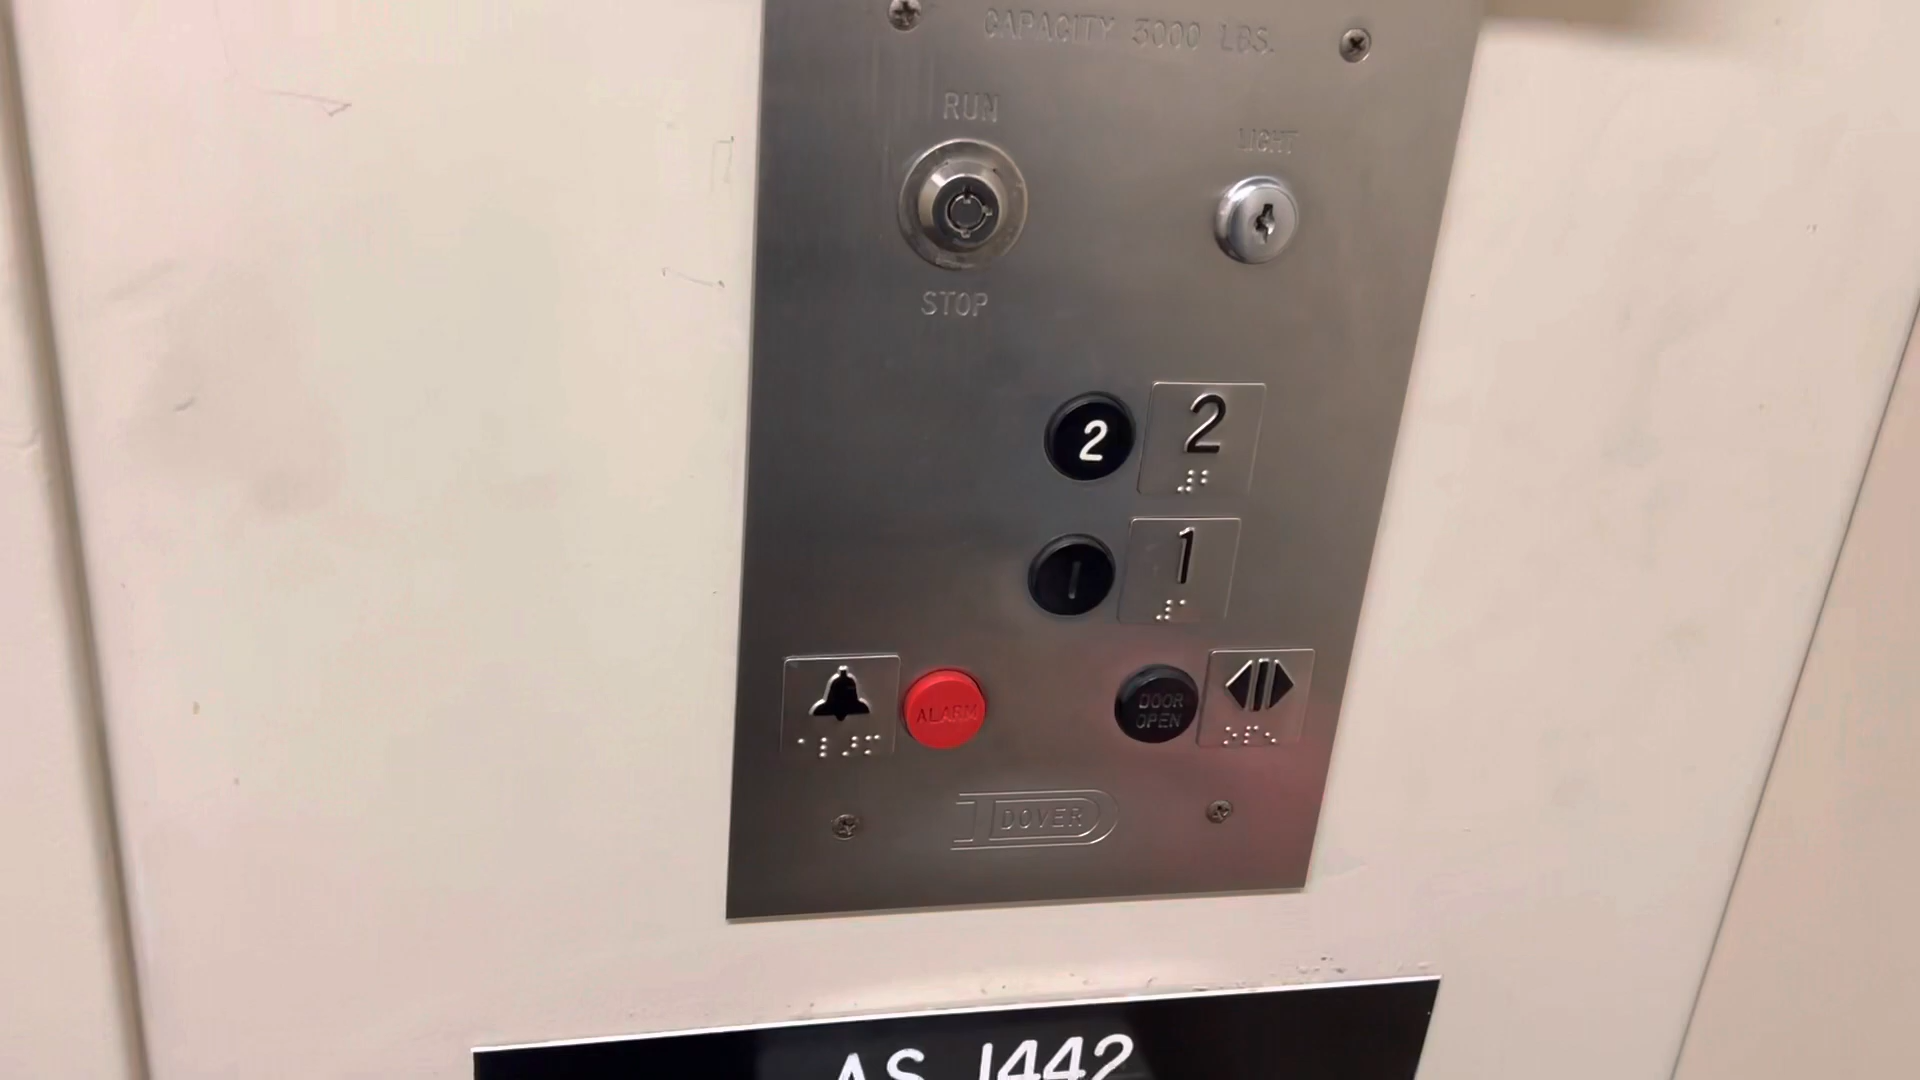 CAPACITY 3000 LBS.
RUN
LIGHT
STOP
2 2
1 1
ALARM
DOOR
OPEN
DOVER
AS 1442